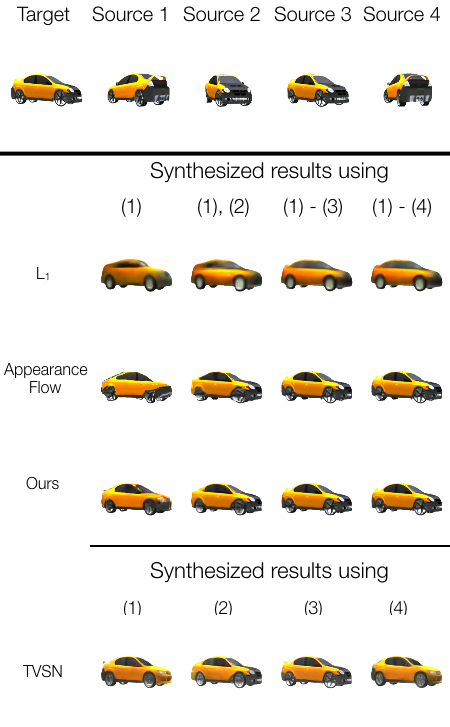 Target Source 1 Source 2 Source 3 Source 4
Synthesized results using
(1) (1), (2) (1) - (3) (1) - (4)
L₁
Appearance
Flow
Ours
Synthesized results using
(1) (2) (3) (4)
TVSN